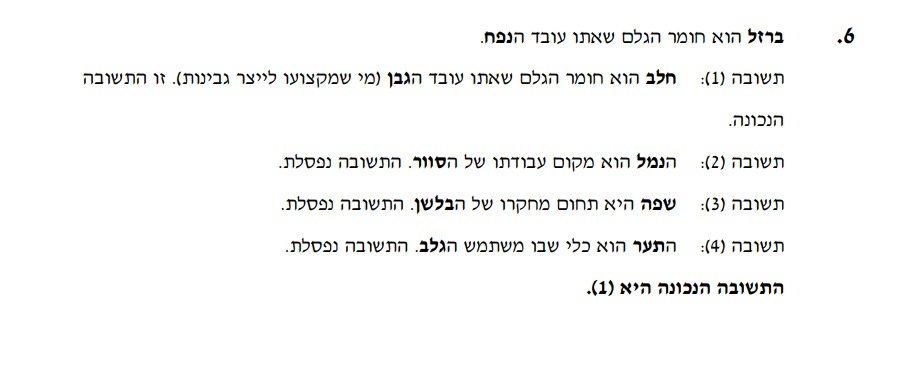 6. ברזל הוא חומר הגלם שאתו עובד הנפח.
תשובה (1): חלב הוא חומר הגלם שאתו עובד הגבן (מי שמקצועו לייצר גבינות). זו התשובה
הנכונה.
תשובה (2): הנמל הוא מקום עבודתו של הסוור. התשובה נפסלת.
תשובה (3): שפה היא תחום מחקרו של הבלשן. התשובה נפסלת.
תשובה (4): התער הוא כלי שבו משתמש הגלב. התשובה נפסלת.
התשובה הנכונה היא (1).